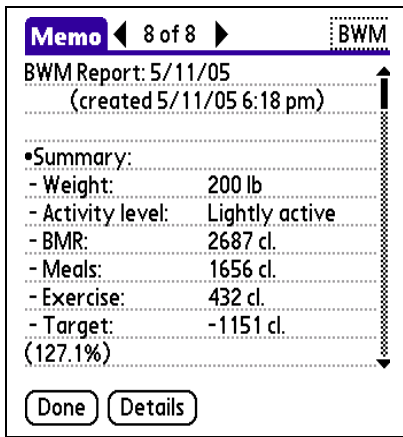 Memo 8 of 8 BWM
BWM Report: 5/11/05
(created 5/11/05 6:18 pm)
•Summary:
- Weight: 200 lb
- Activity level: Lightly active
- BMR: 2687 cl.
- Meals: 1656 cl.
- Exercise: 432 cl.
- Target: -1151 cl.
(127.1%)
Done Details